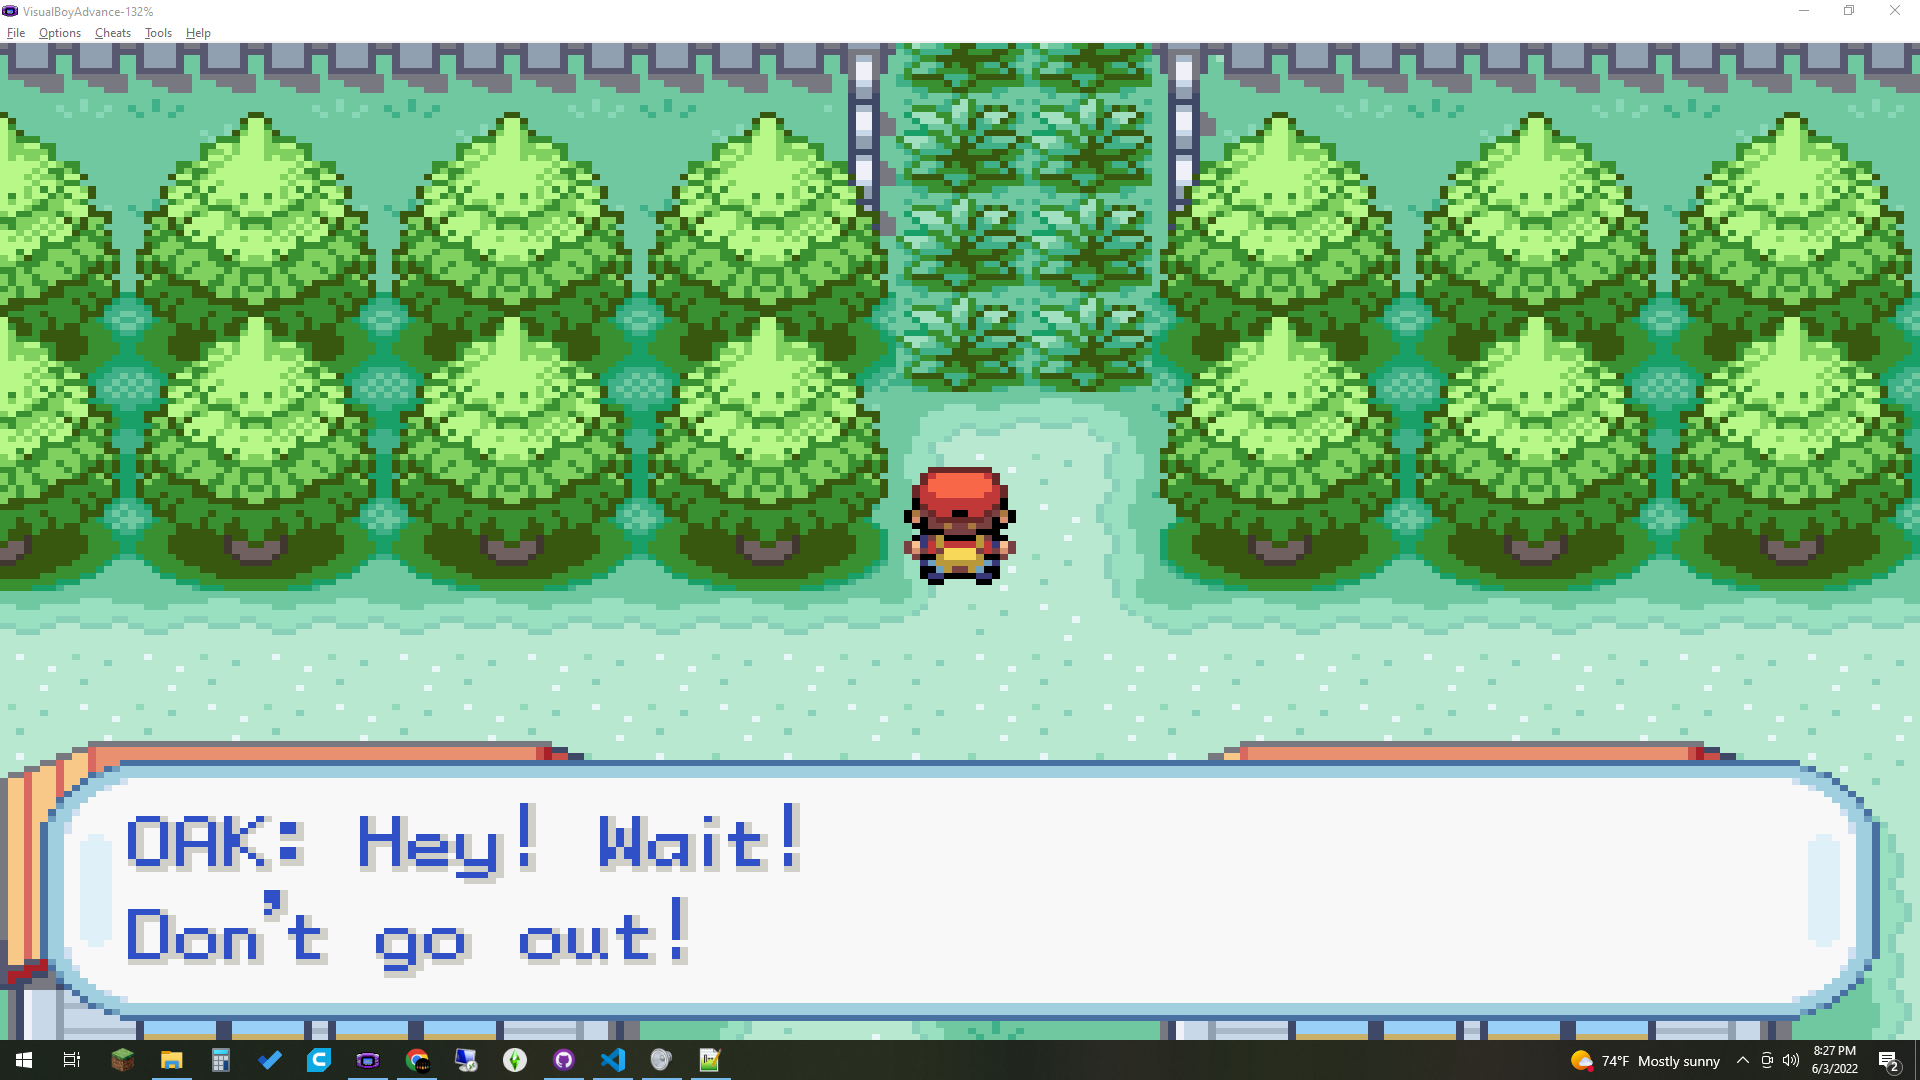 VisualBoyAdvance-132%
File Options Cheats Tools Help
OAK: Hey! Wait!
Don't go out!
74°F Mostly sunny
8:27 PM
6/3/2022
2